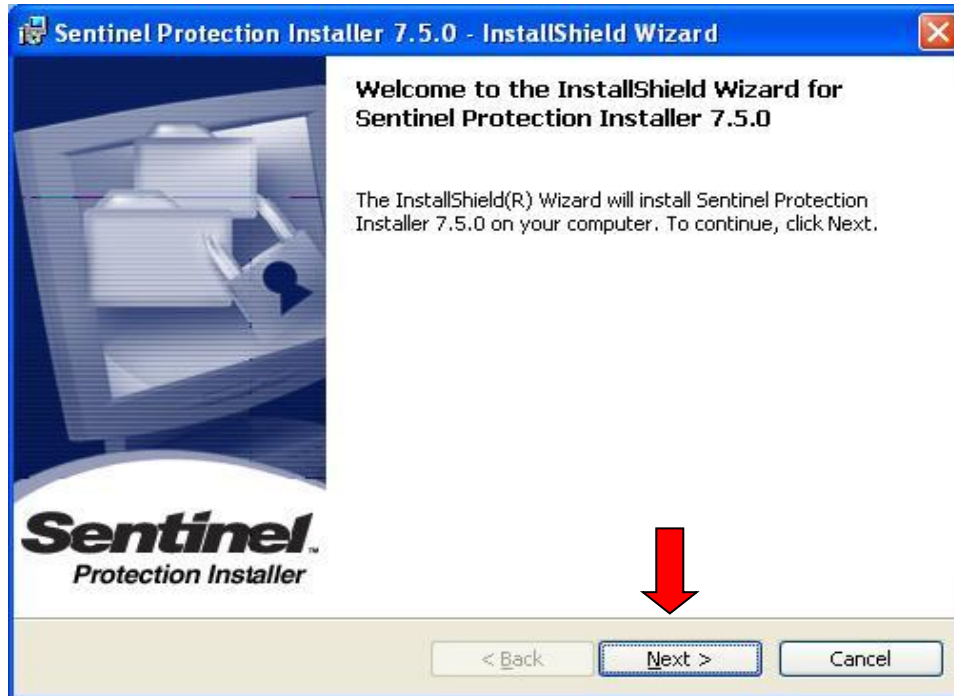 Sentinel Protection Installer 7.5.0 - InstallShield Wizard
Welcome to the InstallShield Wizard for
Sentinel Protection Installer 7.5.0
The InstallShield(R) Wizard will install Sentinel Protection
Installer 7.5.0 on your computer. To continue, click Next.
Sentinel™
Protection Installer
< Back
Next >
Cancel